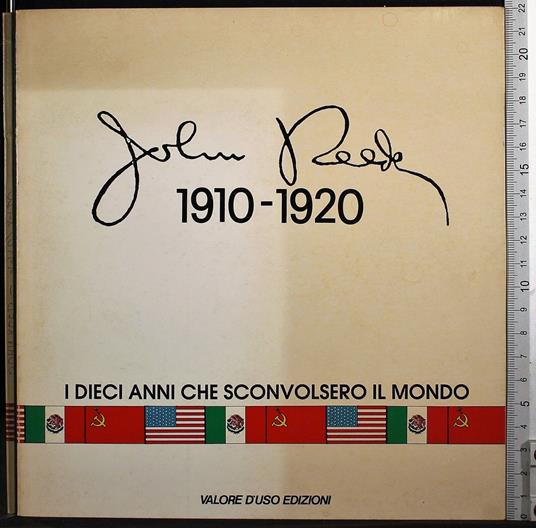 John Reed
1910-1920
I DIECI ANNI CHE SCONVOLSERO IL MONDO
VALORE D'USO EDIZIONI